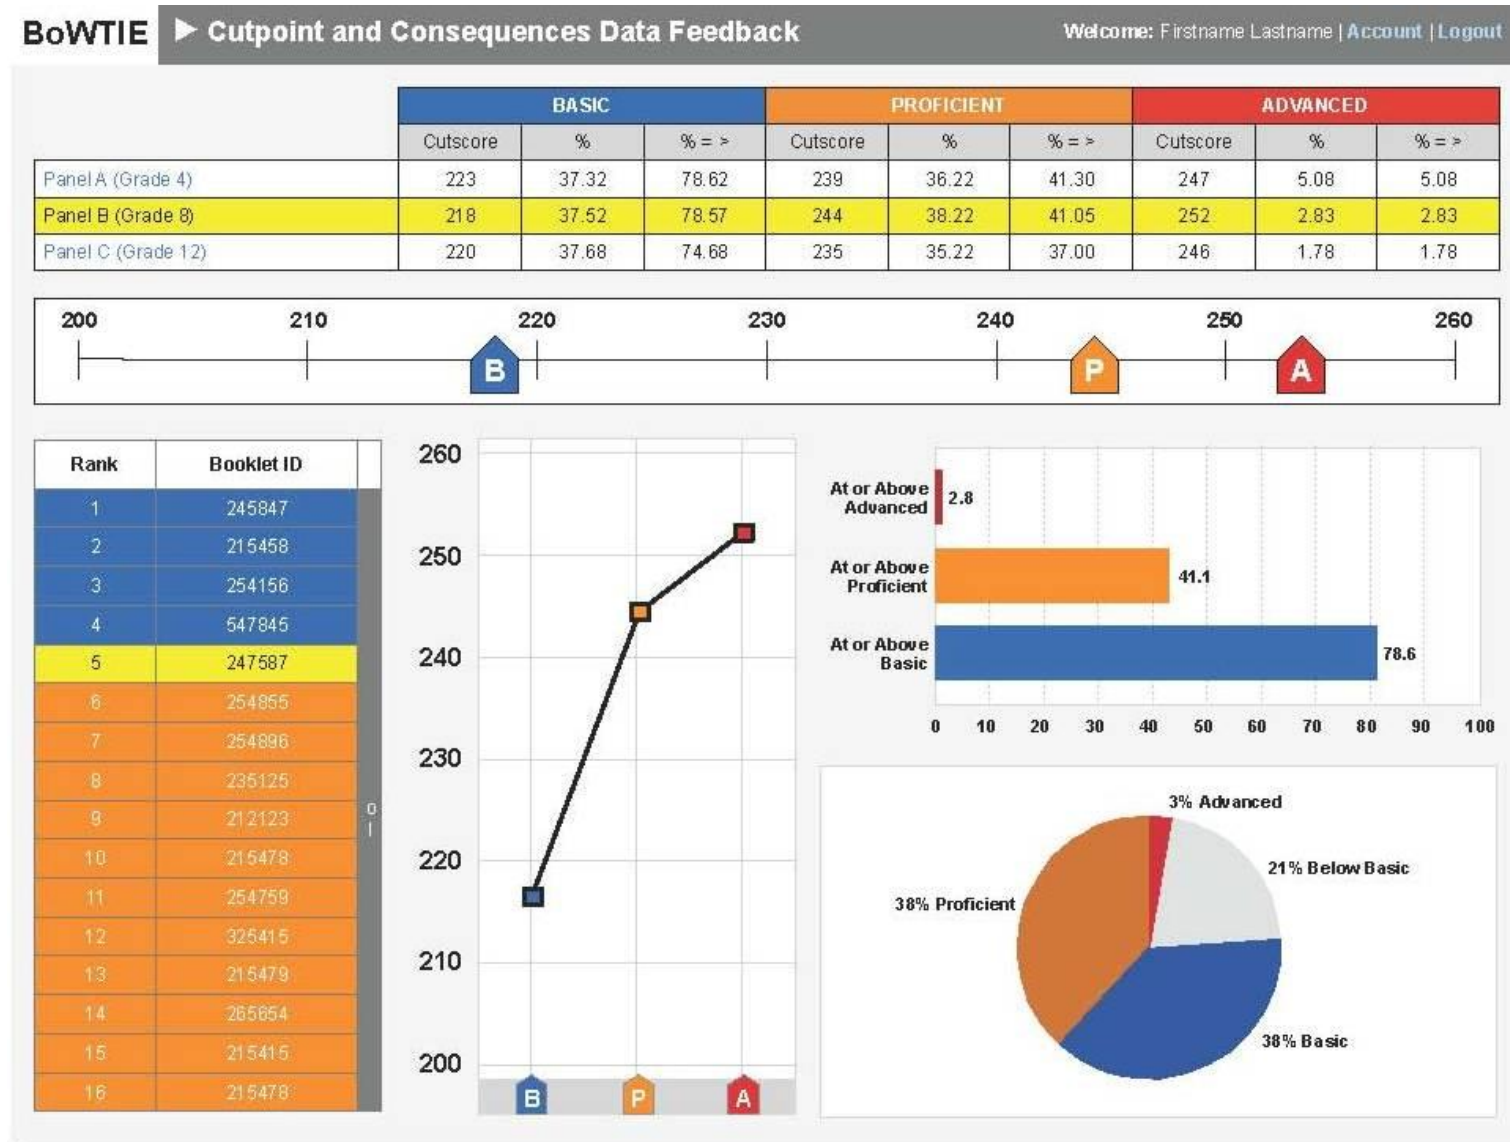 BoWTIE ▶ Cutpoint and Consequences Data Feedback Welcome: Firstname Lastname | Account | Logout
BASIC PROFICIENT ADVANCED
Cutscore % % = > Cutscore % % = > Cutscore % % = >
Panel A (Grade 4) 223 37.32 78.62 239 36.22 41.30 247 5.08 5.08
Panel B (Grade 8) 218 37.52 78.57 244 38.22 41.05 252 2.83 2.83
Panel C (Grade 12) 220 37.68 74.68 235 35.22 37.00 246 1.78 1.78
200 210 220 230 240 250 260
B P A
Rank Booklet ID
1 245847
2 215458
3 254156
4 547845
5 247587
6 254855
7 254896
8 235125
9 212123
10 215478
11 254759
12 325415
13 215479
14 265654
15 215415
16 215478
260
250
240
230
220
210
200
B P A
At or Above
Advanced
2.8
At or Above
Proficient
41.1
At or Above
Basic
78.6
0 10 20 30 40 50 60 70 80 90 100
3% Advanced
21% Below Basic
38% Proficient
38% Basic